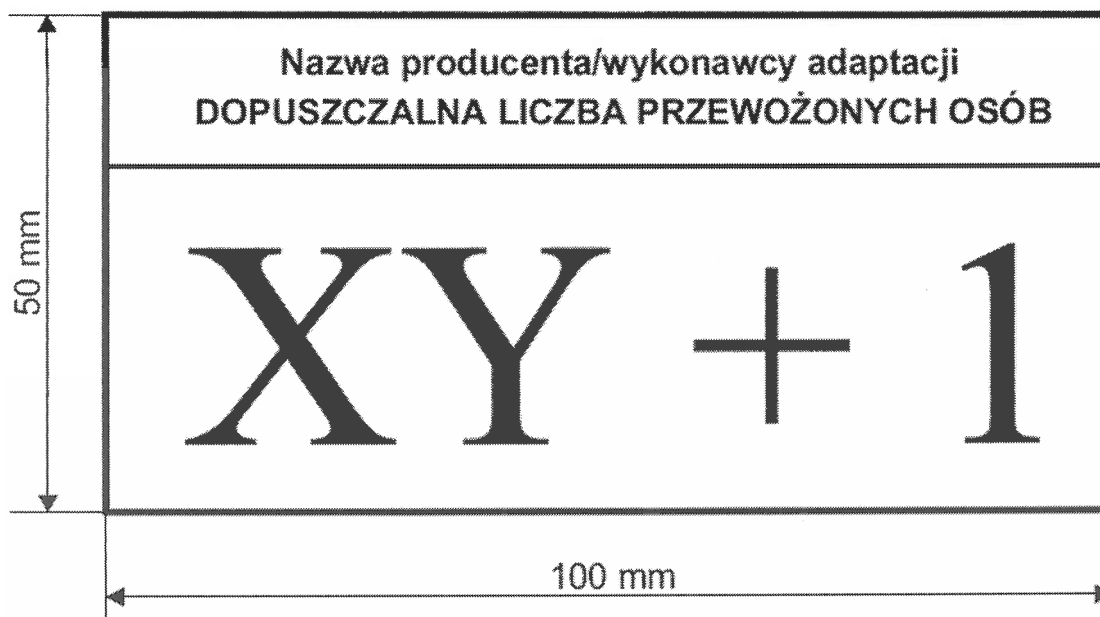 Nazwa producenta/wykonawcy adaptacji
DOPUSZCZALNA LICZBA PRZEWOŻONYCH OSÓB
50 mm
XY + 1
100 mm